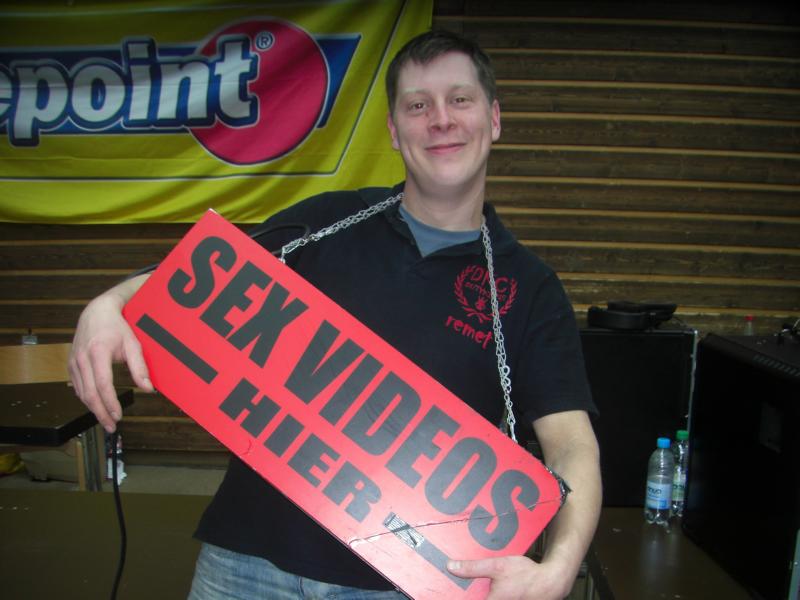 epoint®
SEX VIDEOS
HIER
remet